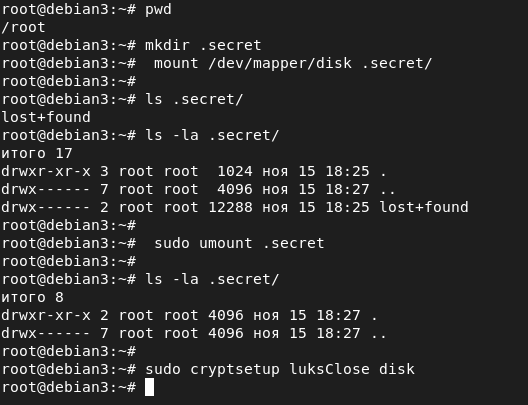 root@debian3:~# pwd
/root
root@debian3:~# mkdir .secret
root@debian3:~#  mount /dev/mapper/disk .secret/
root@debian3:~#
root@debian3:~# ls .secret/
lost+found
root@debian3:~# ls -la .secret/
итого 17
drwxr-xr-x 3 root root  1024 ноя 15 18:25 .
drwx------ 7 root root  4096 ноя 15 18:27 ..
drwx------ 2 root root 12288 ноя 15 18:25 lost+found
root@debian3:~#
root@debian3:~#  sudo umount .secret
root@debian3:~#
root@debian3:~# ls -la .secret/
итого 8
drwxr-xr-x 2 root root 4096 ноя 15 18:27 .
drwx------ 7 root root 4096 ноя 15 18:27 ..
root@debian3:~#
root@debian3:~# sudo cryptsetup luksClose disk
root@debian3:~#